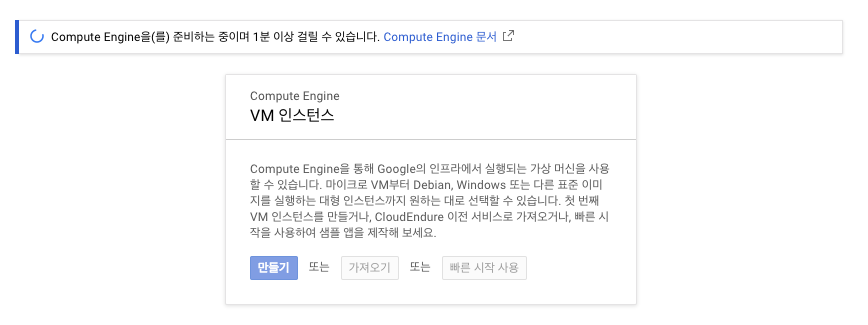 Compute Engine을(를) 준비하는 중이며 1분 이상 걸릴 수 있습니다. Compute Engine 문서
Compute Engine
VM 인스턴스
Compute Engine을 통해 Google의 인프라에서 실행되는 가상 머신을 사용
할 수 있습니다. 마이크로 VM부터 Debian, Windows 또는 다른 표준 이미
지를 실행하는 대형 인스턴스까지 원하는 대로 선택할 수 있습니다. 첫 번째
VM 인스턴스를 만들거나, CloudEndure 이전 서비스로 가져오거나, 빠른 시
작을 사용하여 샘플 앱을 제작해 보세요.
만들기 또는 가져오기 또는 빠른 시작 사용